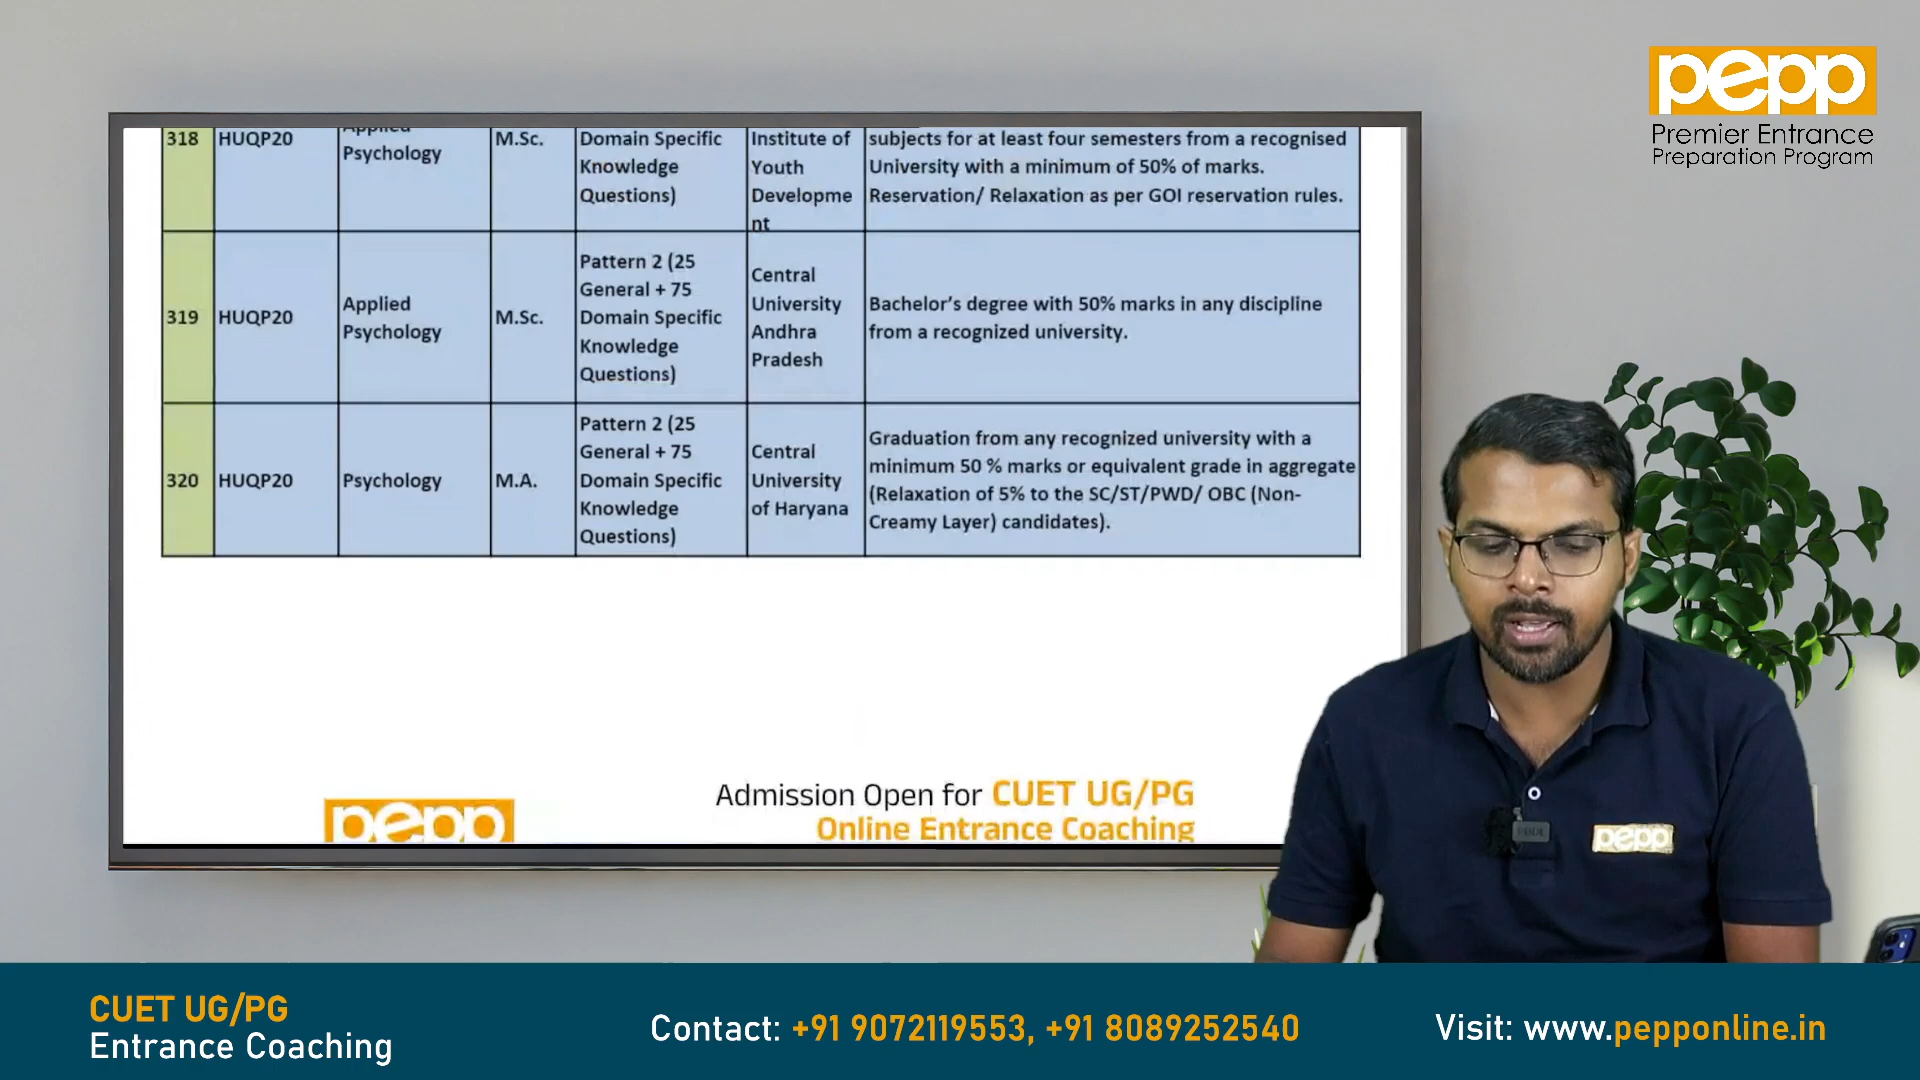 pepp
Premier Entrance
Preparation Program
318
HUQP20
Applied
Psychology
M.Sc.
Domain Specific
Knowledge
Questions)
Institute of
Youth
Developme
nt
subjects for at least four semesters from a recognised
University with a minimum of 50% of marks.
Reservation/ Relaxation as per GOI reservation rules.
319
HUQP20
Applied
Psychology
M.Sc.
Pattern 2 (25
General + 75
Domain Specific
Knowledge
Questions)
Central
University
Andhra
Pradesh
Bachelor's degree with 50% marks in any discipline
from a recognized university.
320
HUQP20
Psychology
M.A.
Pattern 2 (25
General + 75
Domain Specific
Knowledge
Questions)
Central
University
of Haryana
Graduation from any recognized university with a
minimum 50 % marks or equivalent grade in aggregate
(Relaxation of 5% to the SC/ST/PWD/ OBC (Non-
Creamy Layer) candidates).
pepp
Admission Open for CUET UG/PG
Online Entrance Coaching
pepp
CUET UG/PG
Entrance Coaching
Contact: +91 9072119553, +91 8089252540
Visit: www.pepponline.in